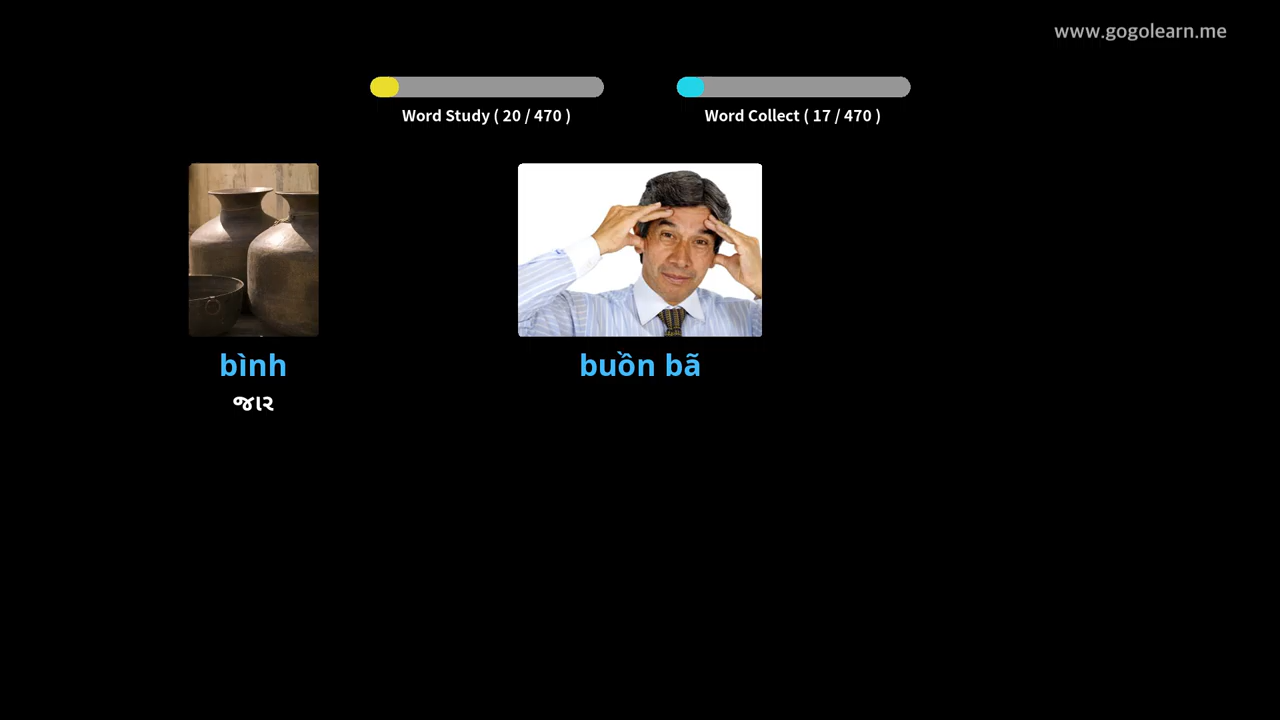 www.gogolearn.me
Word Study ( 20 / 470 )
Word Collect ( 17 / 470 )
bình
જાર
buồn bã